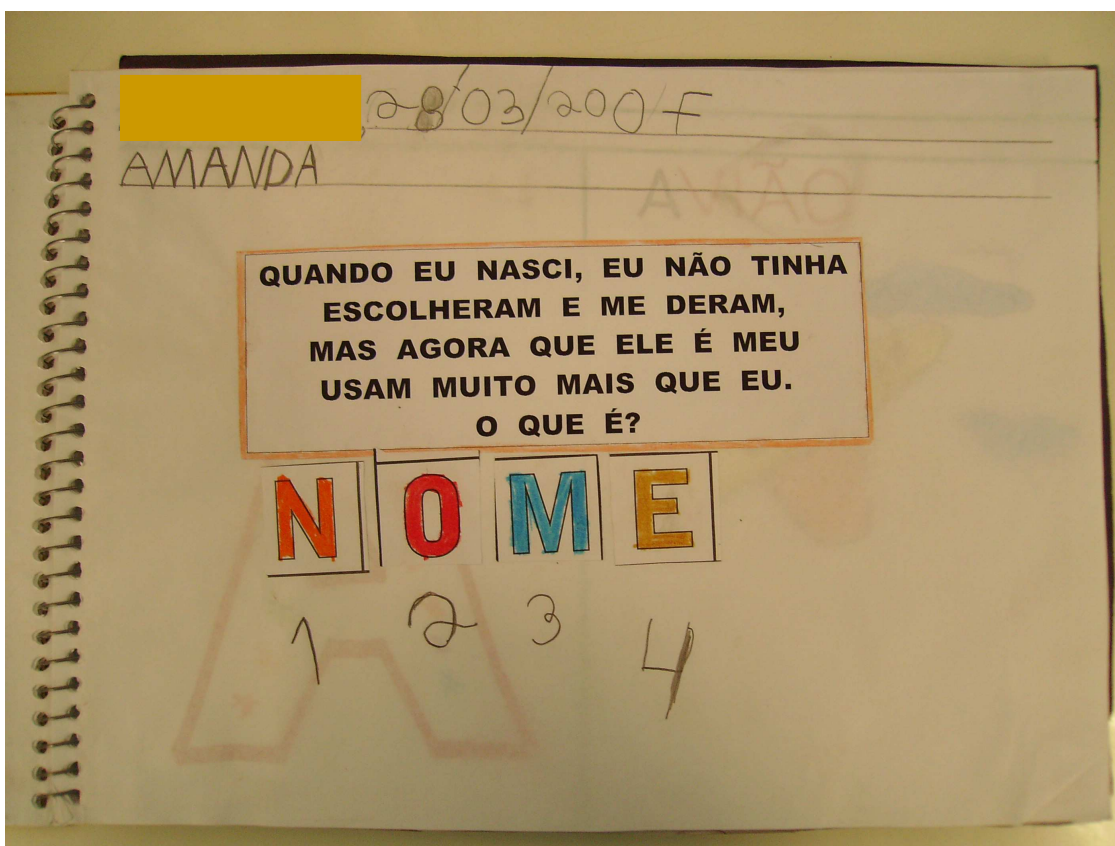 , 28/03/2007
AMANDA
QUANDO EU NASCI, EU NÃO TINHA
ESCOLHERAM E ME DERAM,
MAS AGORA QUE ELE É MEU
USAM MUITO MAIS QUE EU.
O QUE É?
NOME
1 2 3 4